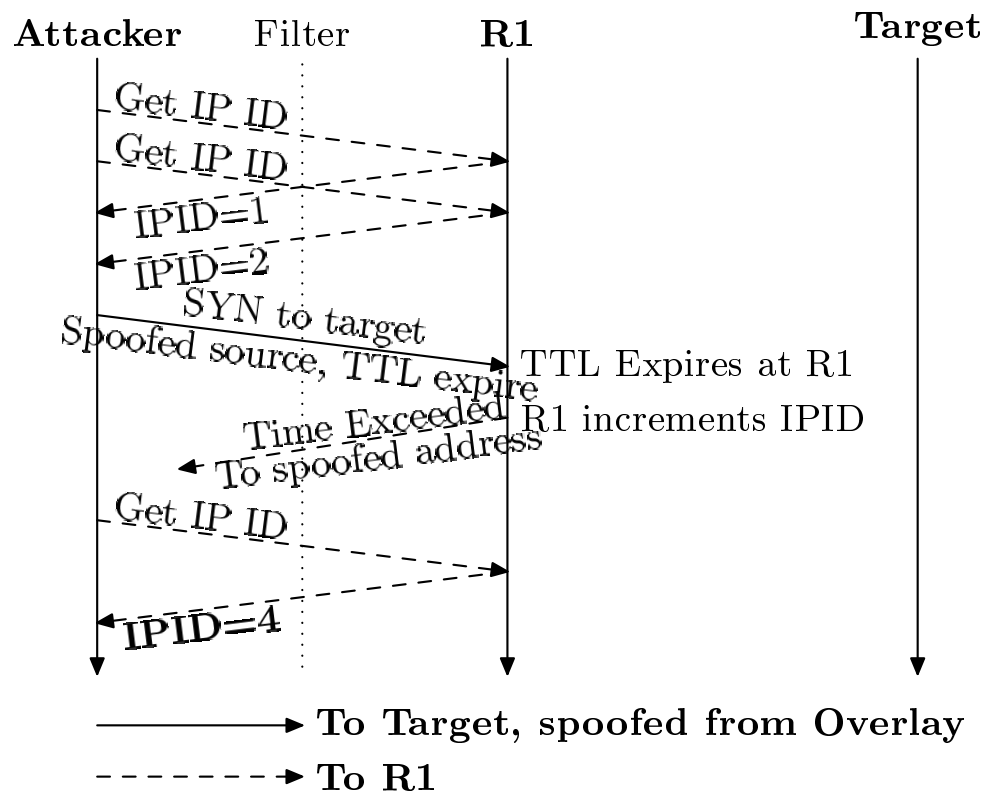 Attacker
Filter
R1
Target
Get IP ID
Get IP ID
IPID=1
IPID=2
SYN to target
Spoofed source, TTL expire
TTL Expires at R1
Time Exceeded
R1 increments IPID
To spoofed address
Get IP ID
IPID=4
To Target, spoofed from Overlay
To R1